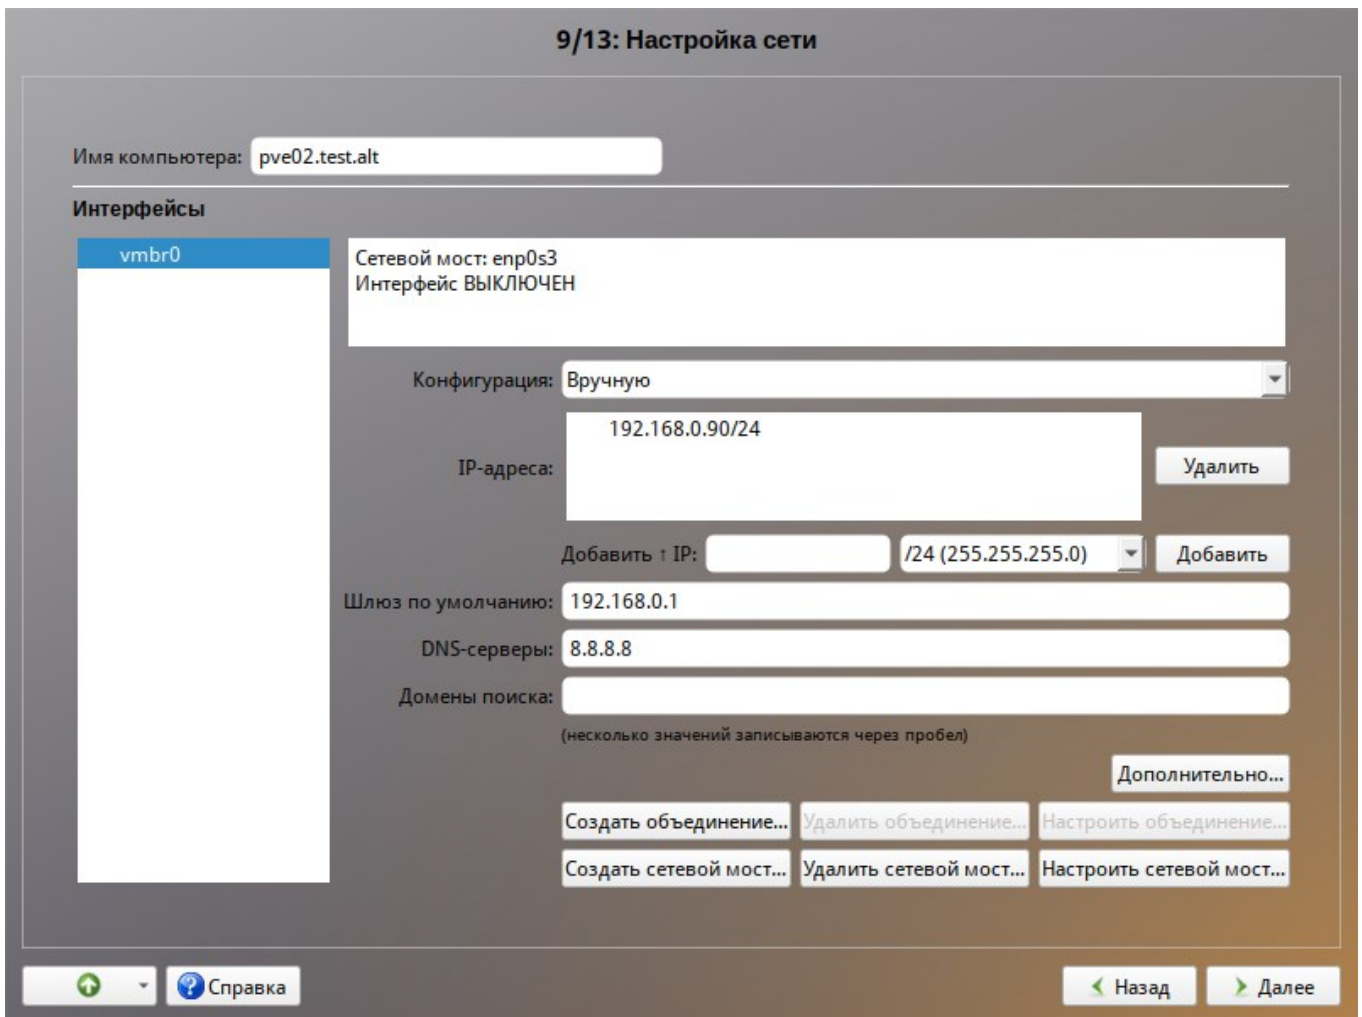 9/13: Настройка сети
Имя компьютера: pve02.test.alt
Интерфейсы
vmbr0
Сетевой мост: enp0s3
Интерфейс ВЫКЛЮЧЕН
Конфигурация: Вручную
192.168.0.90/24
IP-адреса: Удалить
Добавить ↑ IP: /24 (255.255.255.0) Добавить
Шлюз по умолчанию: 192.168.0.1
DNS-серверы: 8.8.8.8
Домены поиска:
(несколько значений записываются через пробел)
Дополнительно...
Создать объединение... Удалить объединение... Настроить объединение...
Создать сетевой мост... Удалить сетевой мост... Настроить сетевой мост...
Справка Назад Далее